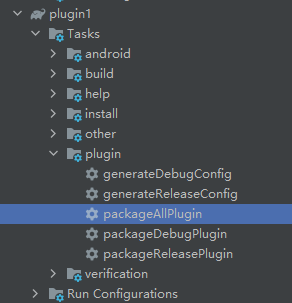 plugin1
Tasks
android
build
help
install
other
plugin
generateDebugConfig
generateReleaseConfig
packageAllPlugin
packageDebugPlugin
packageReleasePlugin
verification
Run Configurations